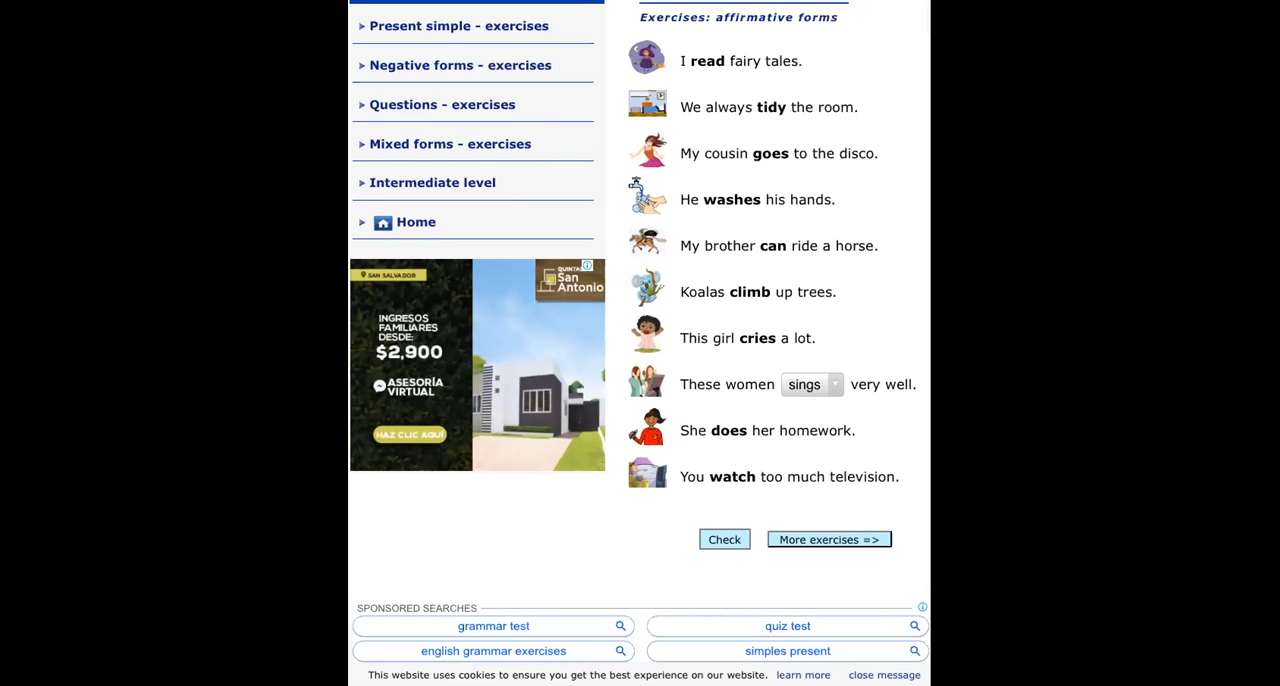 Present simple - exercises
Negative forms - exercises
Questions - exercises
Mixed forms - exercises
Intermediate level
Home
SAN SALVADOR
INGRESOS
FAMILIARES
DESDE:
$2,900
ASESORÍA
VIRTUAL
HAZ CLIC AQUÍ
QUINTAS
San
Antonio
Exercises: affirmative forms
I read fairy tales.
We always tidy the room.
My cousin goes to the disco.
He washes his hands.
My brother can ride a horse.
Koalas climb up trees.
This girl cries a lot.
These women sings very well.
She does her homework.
You watch too much television.
Check
More exercises =>
SPONSORED SEARCHES
grammar test
quiz test
english grammar exercises
simples present
This website uses cookies to ensure you get the best experience on our website. learn more close message